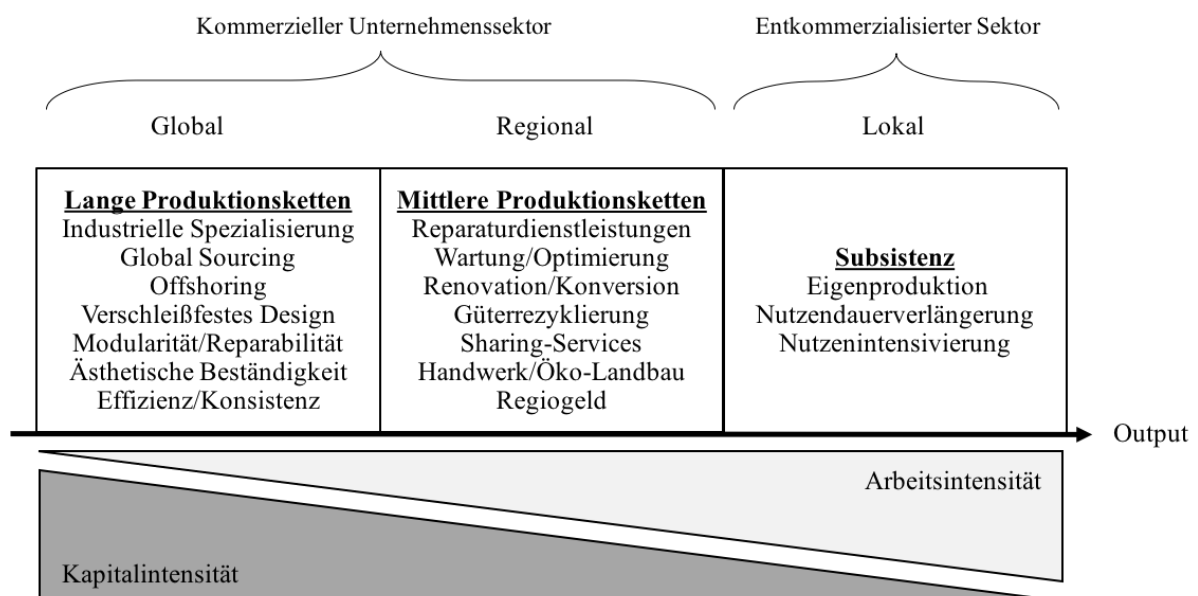 Kommerzieller Unternehmenssektor
Entkommerzialisierter Sektor
Global
Regional
Lokal
Lange Produktionsketten
Industrielle Spezialisierung
Global Sourcing
Offshoring
Verschleißfestes Design
Modularität/Reparabilität
Ästhetische Beständigkeit
Effizienz/Konsistenz
Mittlere Produktionsketten
Reparaturdienstleistungen
Wartung/Optimierung
Renovation/Konversion
Güterrezyklierung
Sharing-Services
Handwerk/Öko-Landbau
Regiogeld
Subsistenz
Eigenproduktion
Nutzendauerverlängerung
Nutzenintensivierung
Output
Arbeitsintensität
Kapitalintensität